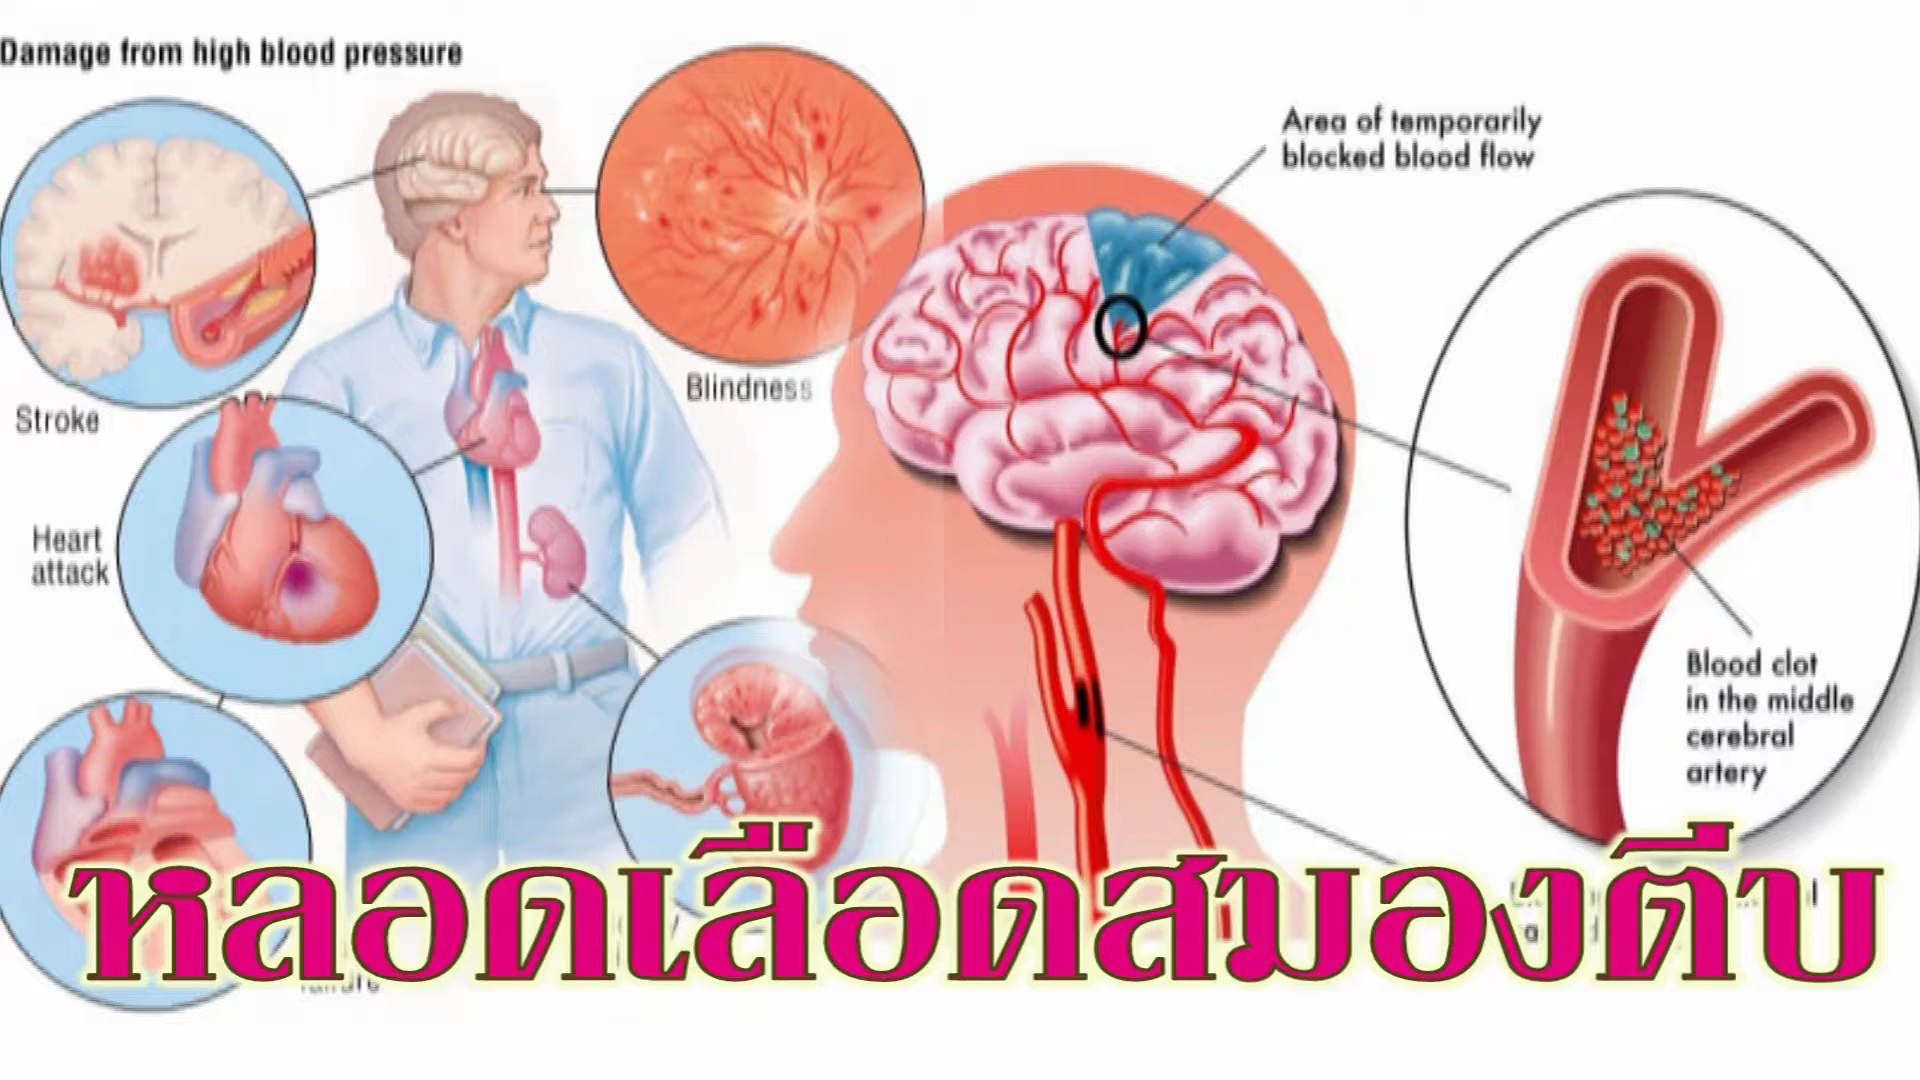 Damage from high blood pressure
Stroke
Heart
attack
Blindness
Area of temporarily
blocked blood flow
Blood clot
in the middle
cerebral
artery
หลอดเลือดสมองตีบ